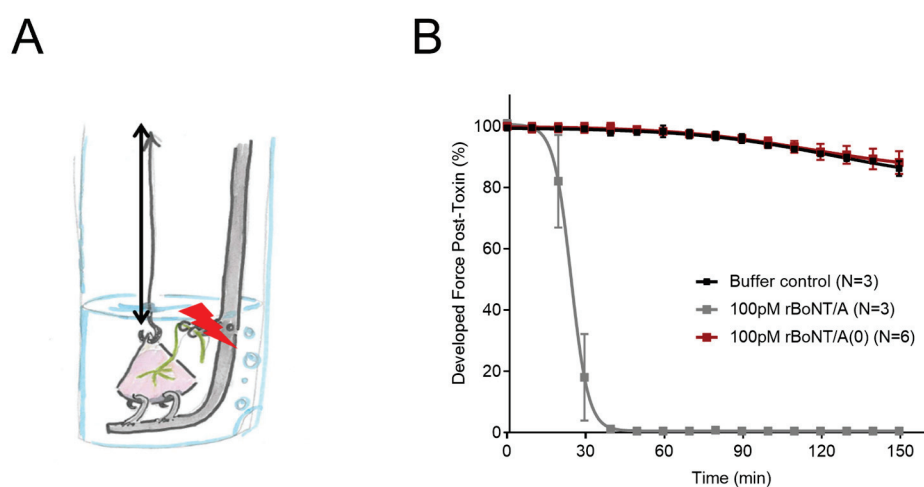 A
B
Developed Force Post-Toxin (%)
100
80
60
40
20
0
Buffer control (N=3)
100pM rBoNT/A (N=3)
100pM rBoNT/A(0) (N=6)
0
30
60
90
120
150
Time (min)